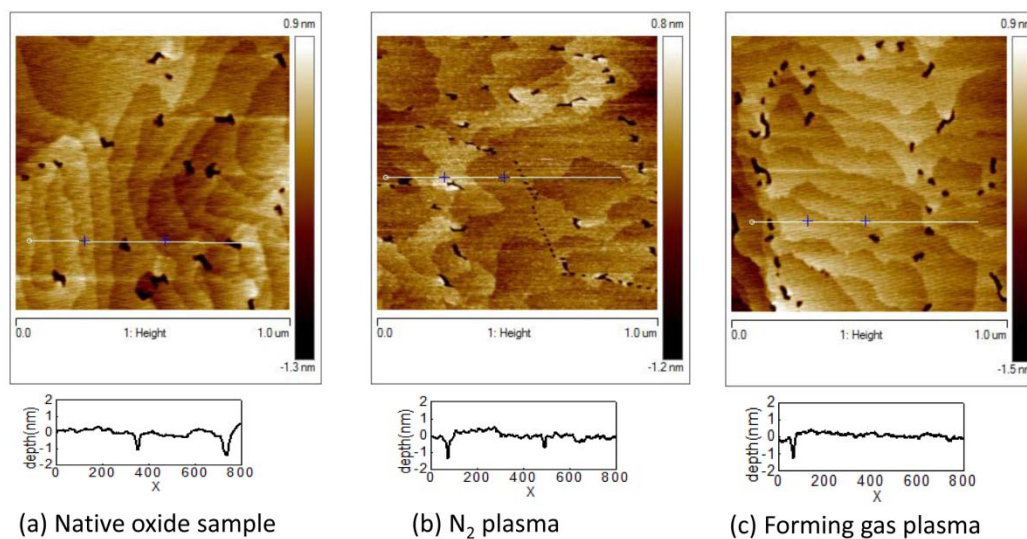 0.9 nm
0.0
1: Height
1.0 um
-1.3 nm
depth(nm)
2
1
0
-1
-2
0 200 400 600 800
X
(a) Native oxide sample
0.8 nm
0.0
1: Height
1.0 um
-1.2 nm
depth(nm)
2
1
0
-1
-2
0 200 400 600 800
X
(b) N₂ plasma
0.9 nm
0.0
1: Height
1.0 um
-1.5 nm
depth(nm)
2
1
0
-1
-2
0 200 400 600 800
X
(c) Forming gas plasma